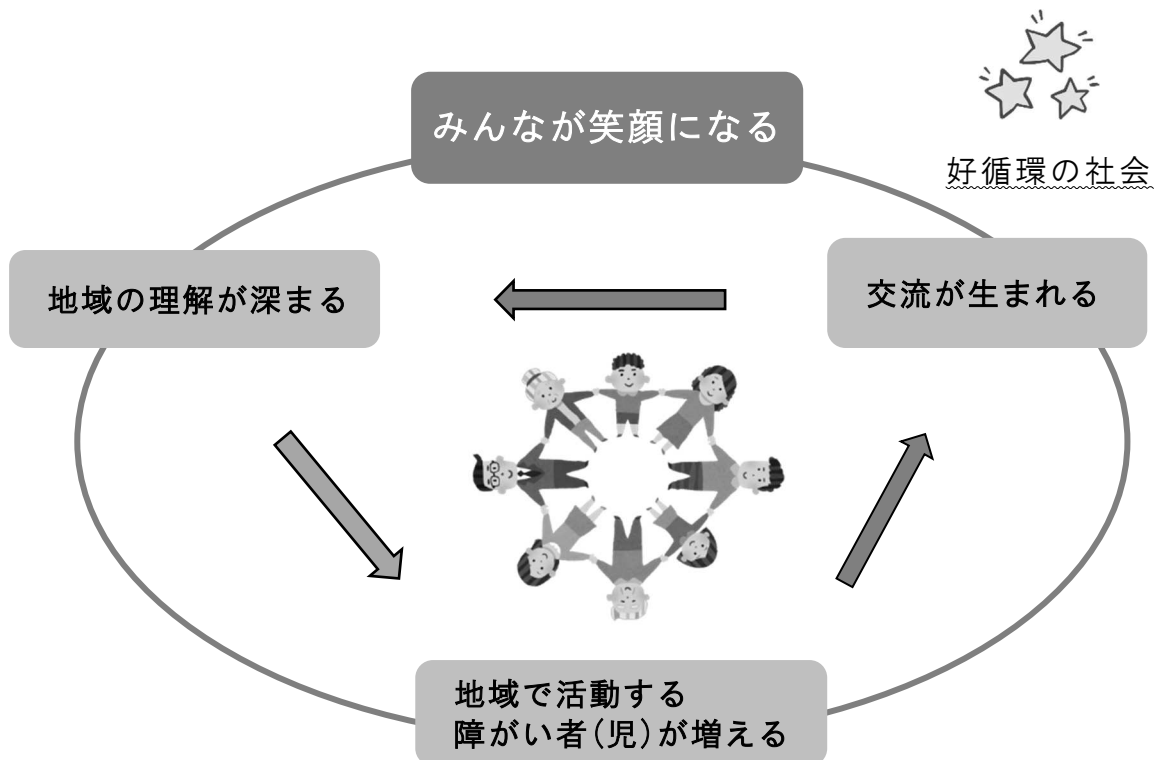 みんなが笑顔になる
好循環の社会
地域の理解が深まる
交流が生まれる
地域で活動する
障がい者(児)が増える